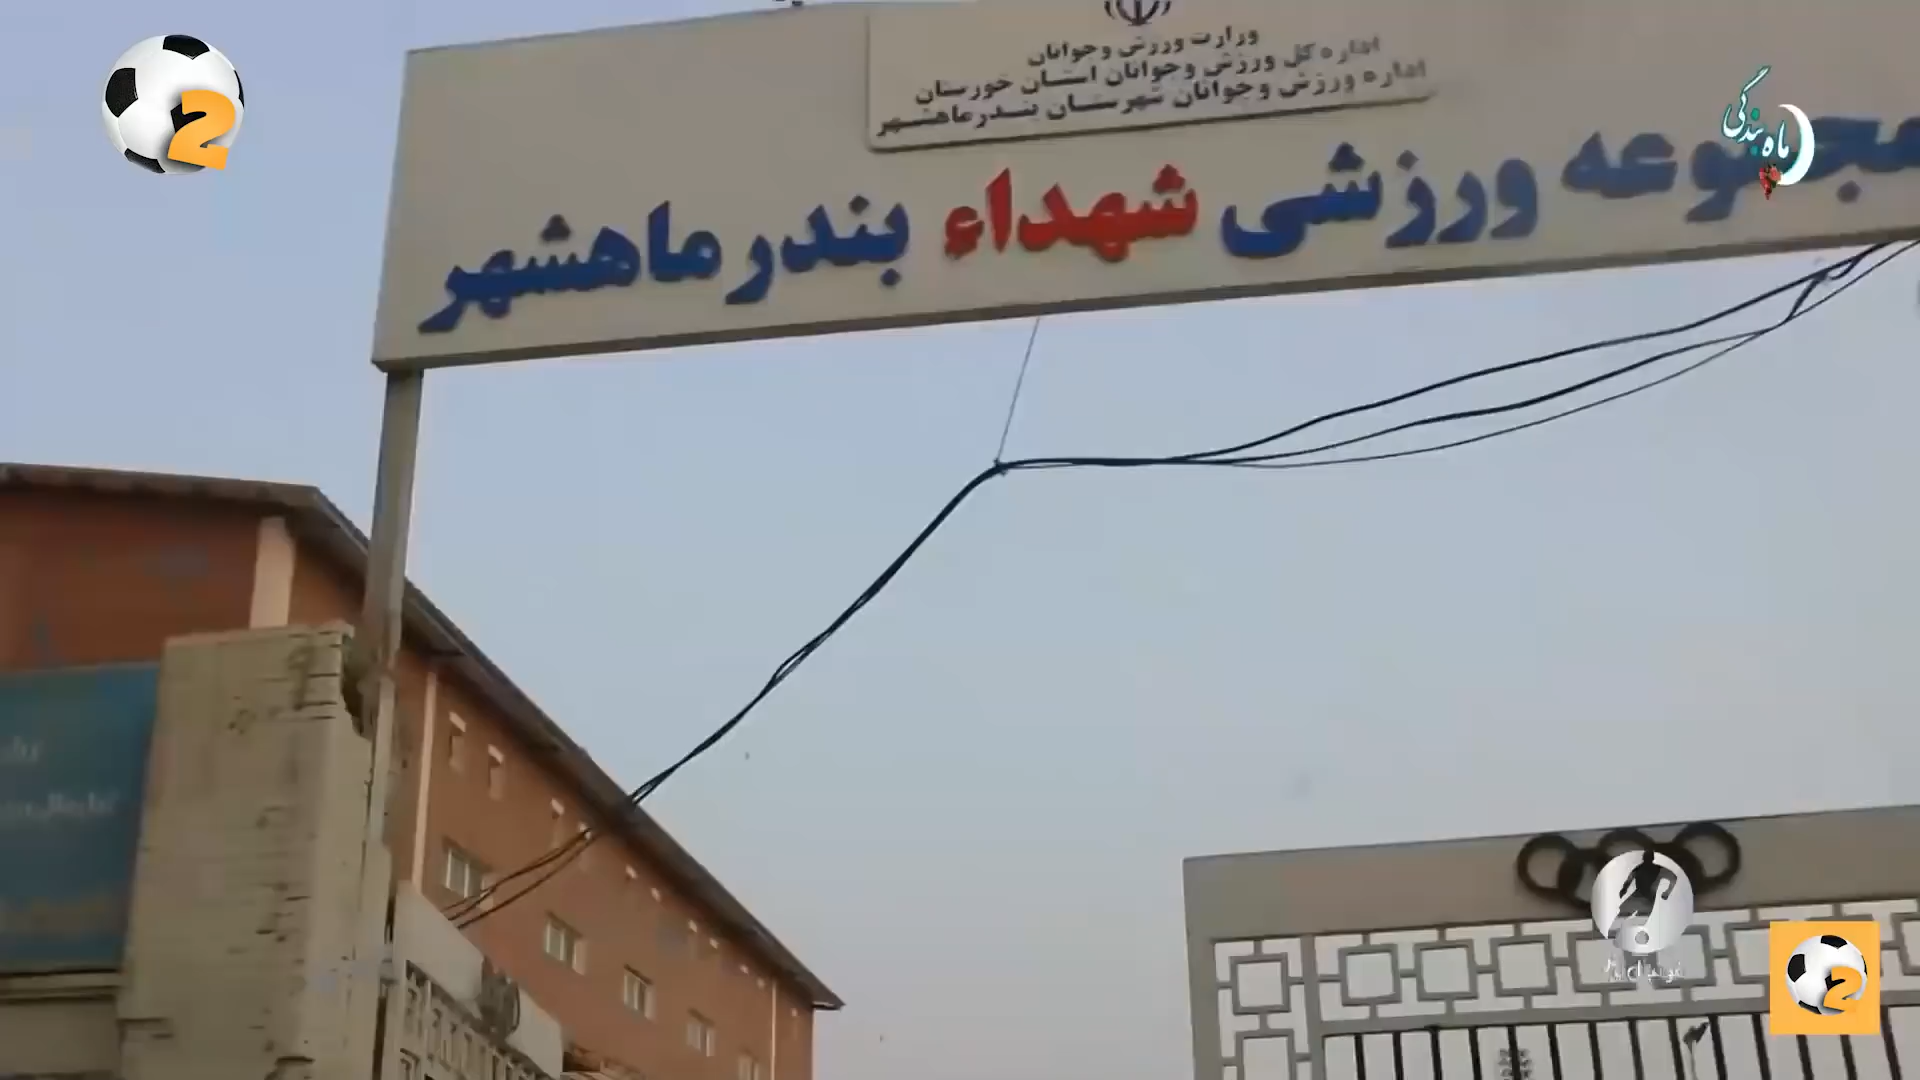 وزارت ورزش و جوانان
اداره کل ورزش و جوانان استان خوزستان
اداره ورزش و جوانان شهرستان بندرماهشهر
مجموعه ورزشی شهداء بندرماهشهر
ماه بندگی
2
2